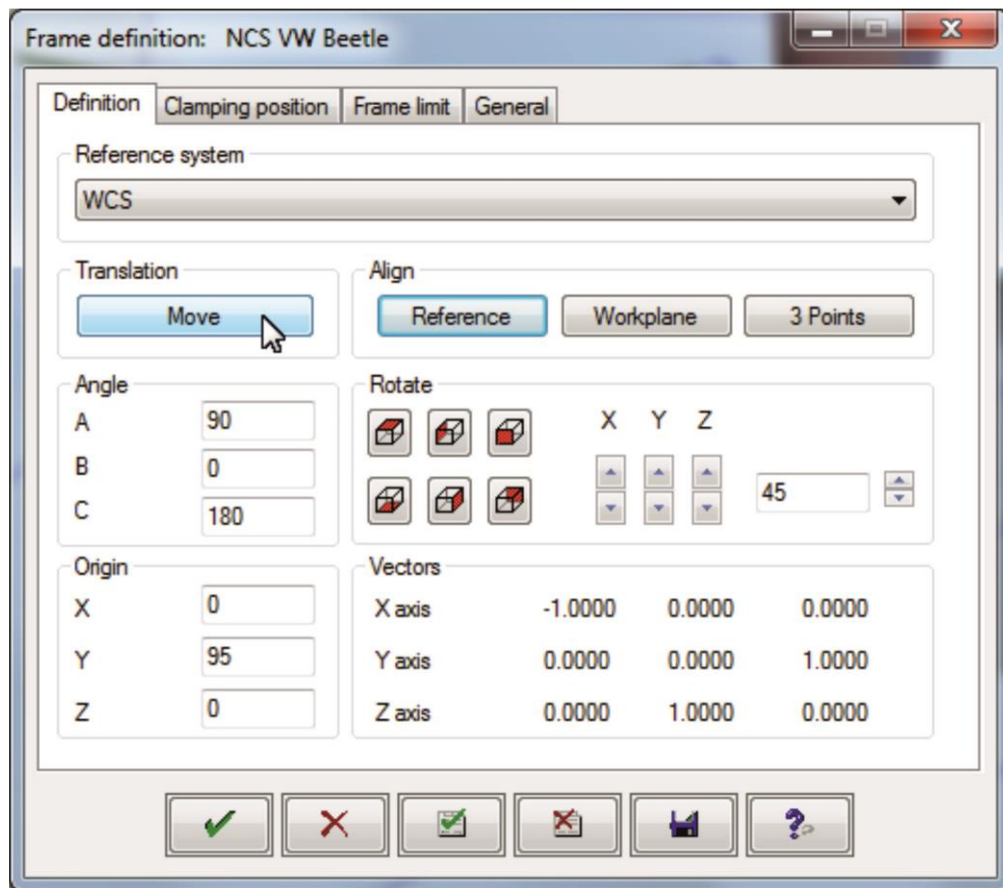 Frame definition: NCS VW Beetle
Definition Clamping position Frame limit General
Reference system
WCS
Translation Align
Move Reference Workplane 3 Points
Angle Rotate
A 90 X Y Z
B 0 45
C 180
Origin Vectors
X 0 X axis -1.0000 0.0000 0.0000
Y 95 Y axis 0.0000 0.0000 1.0000
Z 0 Z axis 0.0000 1.0000 0.0000